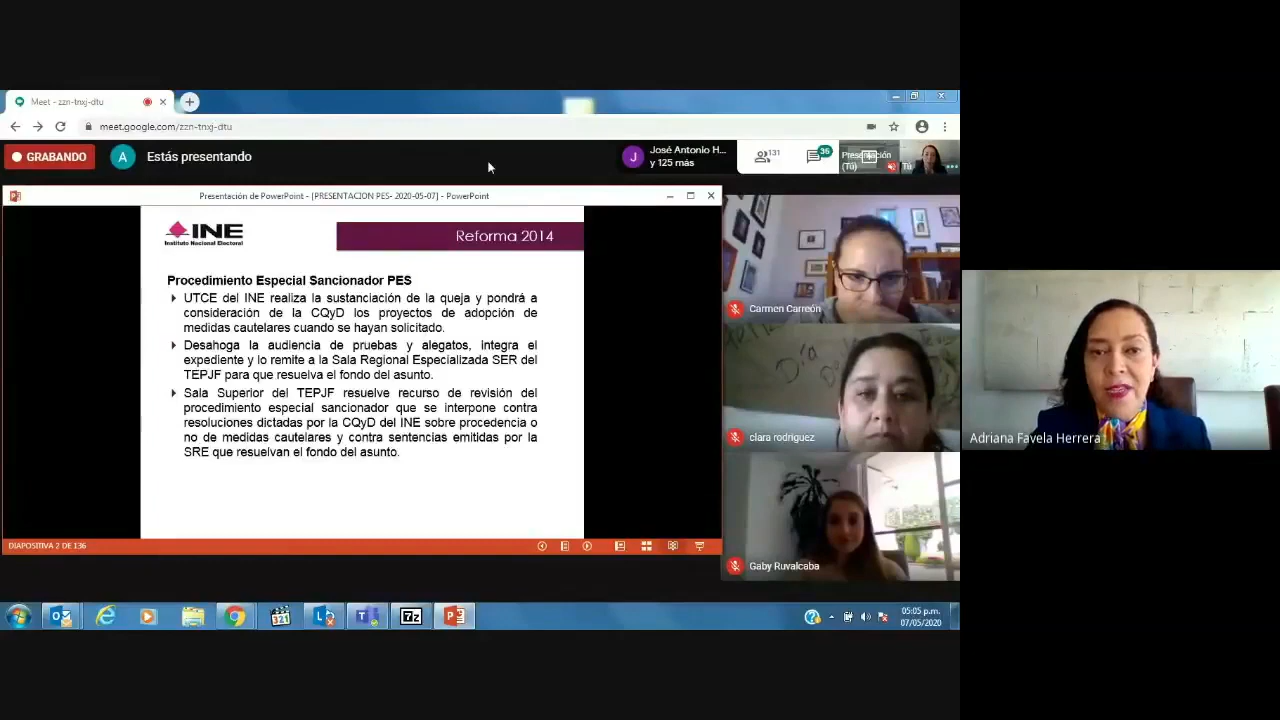 Meet - zzn-tnxj-dtu
meet.google.com/zzn-tnxj-dtu
GRABANDO
A
Estás presentando
J
José Antonio H...
y 125 más
131
36
Presentación
(Tú)
Tú
Presentación de PowerPoint - [PRESENTACION PES- 2020-05-07] - PowerPoint
INE
Instituto Nacional Electoral
Reforma 2014
Procedimiento Especial Sancionador PES
UTCE del INE realiza la sustanciación de la queja y pondrá a
consideración de la CQyD los proyectos de adopción de
medidas cautelares cuando se hayan solicitado.
Desahoga la audiencia de pruebas y alegatos, integra el
expediente y lo remite a la Sala Regional Especializada SER del
TEPJF para que resuelva el fondo del asunto.
Sala Superior del TEPJF resuelve recurso de revisión del
procedimiento especial sancionador que se interpone contra
resoluciones dictadas por la CQyD del INE sobre procedencia o
no de medidas cautelares y contra sentencias emitidas por la
SRE que resuelvan el fondo del asunto.
Carmen Carreón
clara rodriguez
Gaby Ruvalcaba
Adriana Favela Herrera
DIAPOSITIVA 2 DE 136
321
7z
05:05 p.m.
07/05/2020